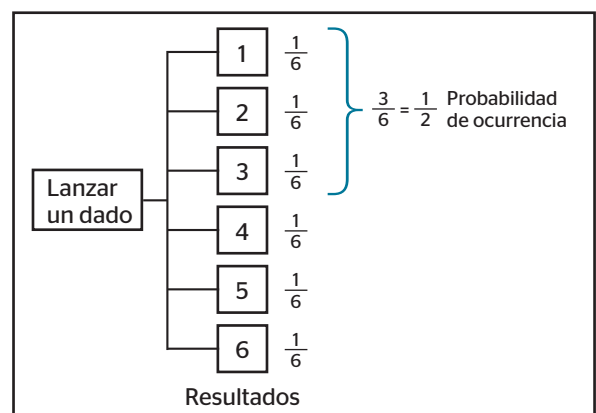 1 1/6
2 1/6
3/6 = 1/2 Probabilidad
de ocurrencia
3 1/6
Lanzar
un dado
4 1/6
5 1/6
6 1/6
Resultados